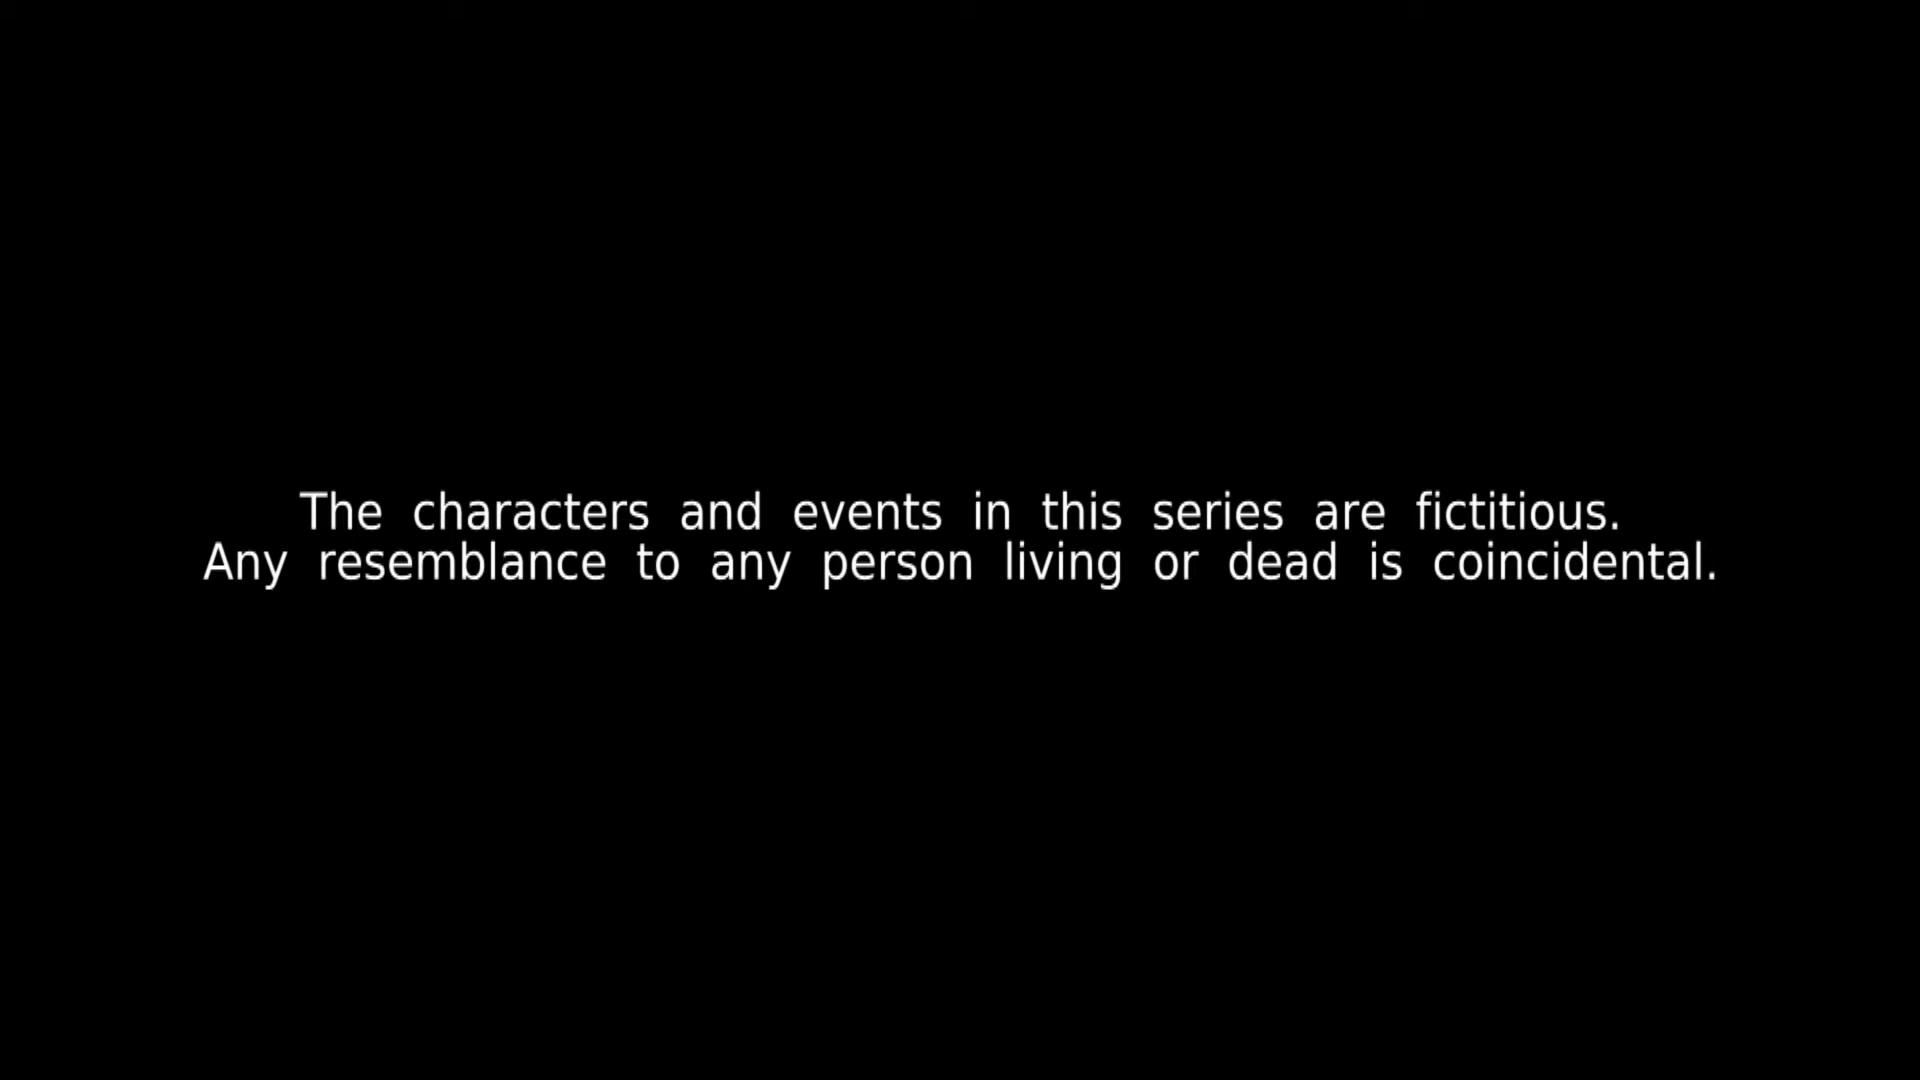 The characters and events in this series are fictitious.
Any resemblance to any person living or dead is coincidental.